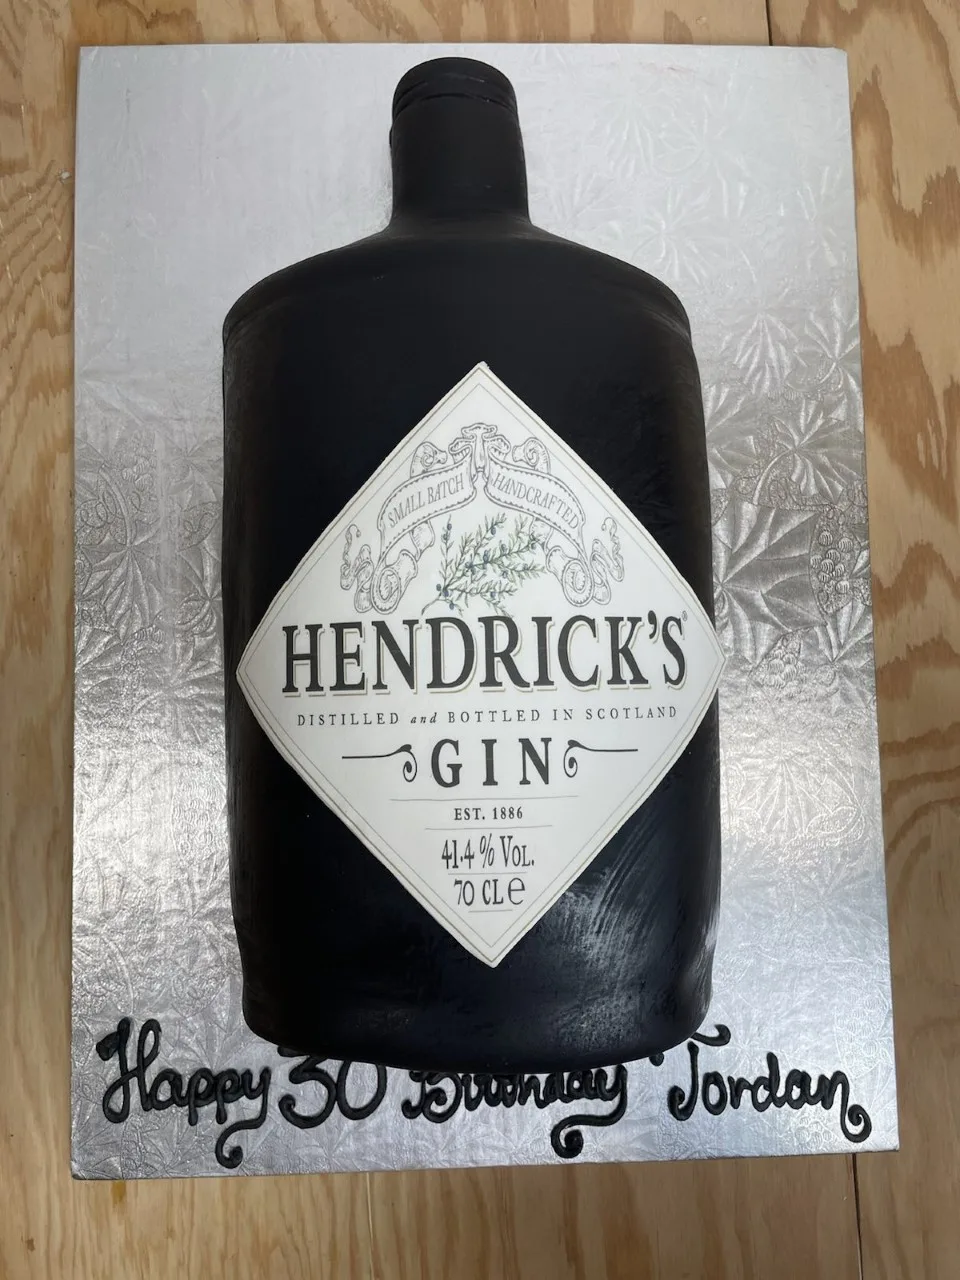 SMALL BATCH HANDCRAFTED
HENDRICK'S®
DISTILLED and BOTTLED IN SCOTLAND
GIN
EST. 1886
41.4 % VOL.
70 CL e
Happy 30 Birthday Jordan